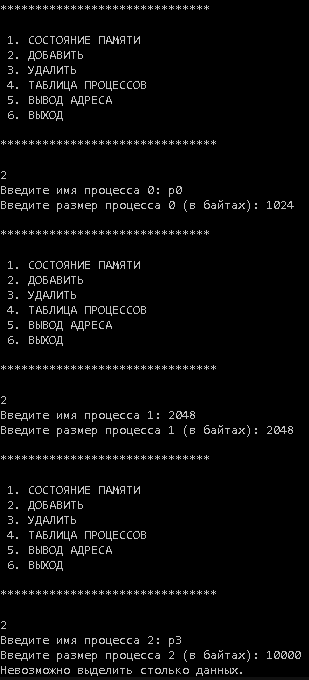 ******************************
1. СОСТОЯНИЕ ПАМЯТИ
2. ДОБАВИТЬ
3. УДАЛИТЬ
4. ТАБЛИЦА ПРОЦЕССОВ
5. ВЫВОД АДРЕСА
6. ВЫХОД
*******************************
2
Введите имя процесса 0: p0
Введите размер процесса 0 (в байтах): 1024
******************************
1. СОСТОЯНИЕ ПАМЯТИ
2. ДОБАВИТЬ
3. УДАЛИТЬ
4. ТАБЛИЦА ПРОЦЕССОВ
5. ВЫВОД АДРЕСА
6. ВЫХОД
*******************************
2
Введите имя процесса 1: 2048
Введите размер процесса 1 (в байтах): 2048
******************************
1. СОСТОЯНИЕ ПАМЯТИ
2. ДОБАВИТЬ
3. УДАЛИТЬ
4. ТАБЛИЦА ПРОЦЕССОВ
5. ВЫВОД АДРЕСА
6. ВЫХОД
*******************************
2
Введите имя процесса 2: p3
Введите размер процесса 2 (в байтах): 10000
Невозможно выделить столько данных.